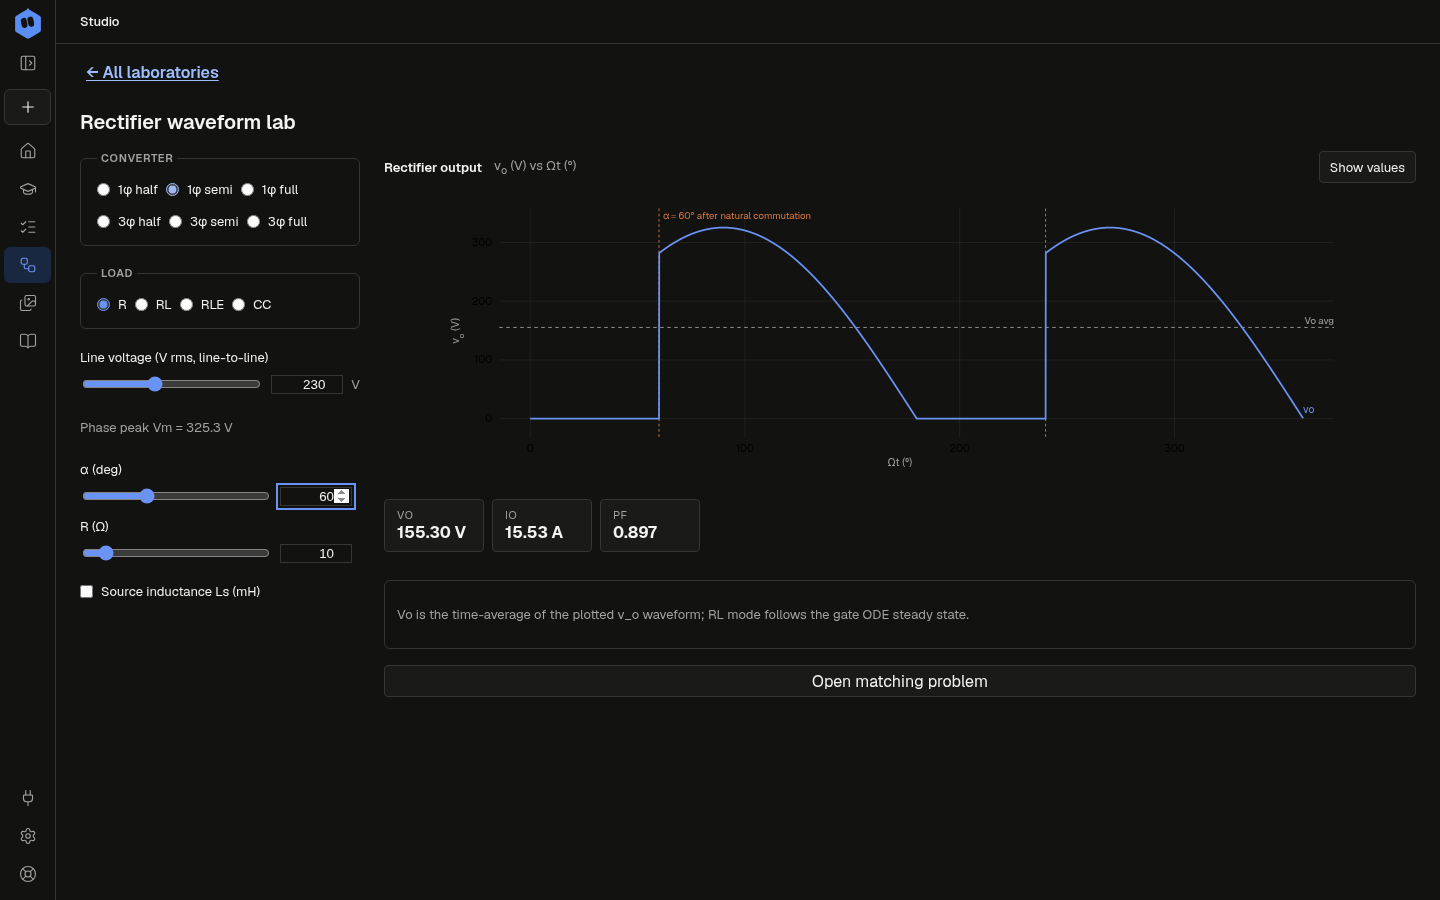 Studio
← All laboratories
Rectifier waveform lab
CONVERTER
1φ half 1φ semi 1φ full
3φ half 3φ semi 3φ full
LOAD
R RL RLE CC
Line voltage (V rms, line-to-line)
230 V
Phase peak Vm = 325.3 V
α (deg)
60
R (Ω)
10
Source inductance Ls (mH)
Rectifier output vo (V) vs Ωt (°)
Show values
α = 60° after natural commutation
300
200
100
0
vo (V)
Vo avg
vo
0 100 200 300
Ωt (°)
VO
155.30 V
IO
15.53 A
PF
0.897
Vo is the time-average of the plotted v_o waveform; RL mode follows the gate ODE steady state.
Open matching problem